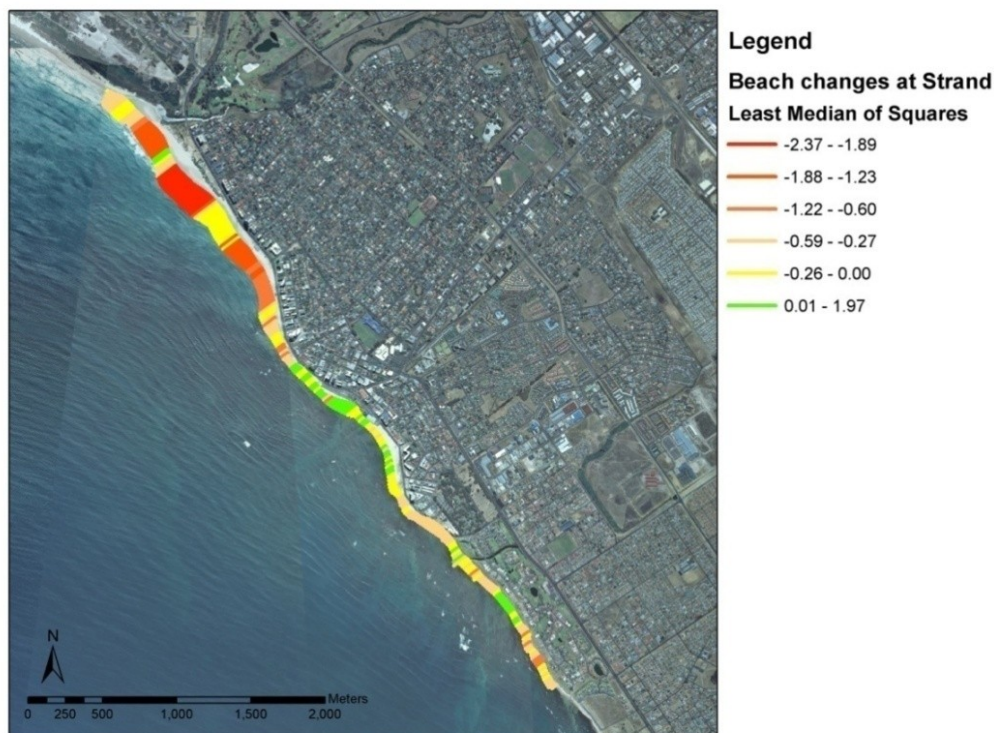 Legend
Beach changes at Strand
Least Median of Squares
-2.37 - -1.89
-1.88 - -1.23
-1.22 - -0.60
-0.59 - -0.27
-0.26 - 0.00
0.01 - 1.97
N
Meters
0 250 500 1,000 1,500 2,000